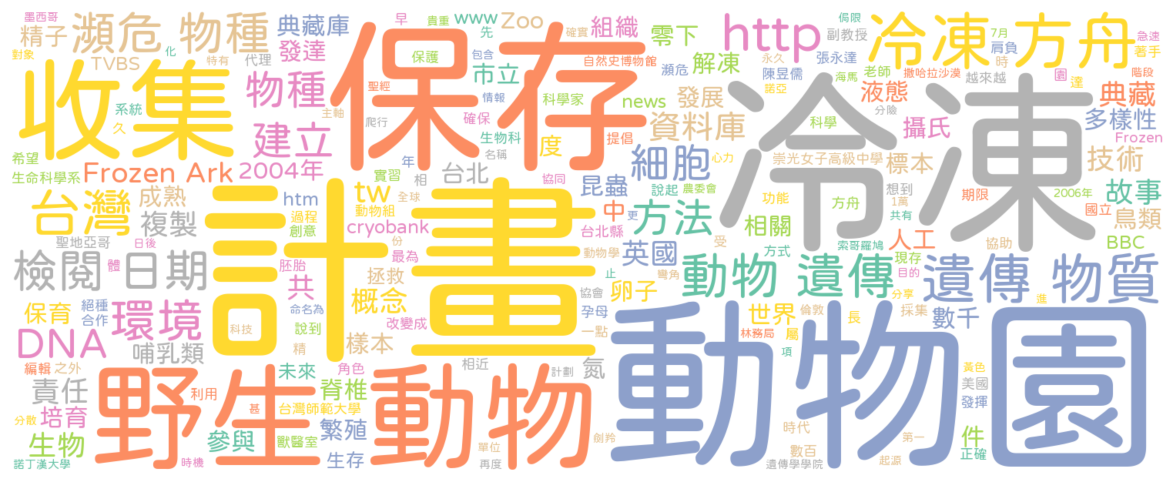 計畫
保存
冷凍
動物園
收集
野生
動物
冷凍 方舟
http
瀕危 物種
動物 遺傳
遺傳 物質
檢閱 日期
台灣
DNA
環境
細胞
方法
建立
物種
Frozen Ark
2004年
tw
概念
複製
資料庫
英國
Zoo
www
組織
零下
典藏庫
發達
精子
TVBS
市立
解凍
發展
news
液態
典藏
多樣性
技術
標本
攝氏
故事
鳥類
BBC
人工
相關
昆蟲
中
度
台北
htm
cryobank
成熟
保育
哺乳類
責任
培育
生物
參與
繁殖
生存
未來
脊椎
樣本
氮
卵子
世界
數千
件
共
拯救
墨西哥
對象
化
特有
代理
早
貴重
先
確實
保護
包含
聖經
情報
諾亞
自然史博物館
瀕危
科學家
提倡
確保
生物科
系統
久
主軸
爬行
名稱
希望
生命科學系
年
實習
相
協同
全球
動物組
過程
創意
聖地亞哥
日後
體
胚胎
份
最為
絕種
合作
命名為
說到
改變成
編輯
之外
科技
精
一點
角色
相近
計劃
利用
甚
分散
台灣師範大學
獸醫室
諾丁漢大學
時機
單位
再度
劍羚
侷限
7月
急速
副教授
肩負
時
著手
張永達
永久
陳昱儒
老師
撒哈拉沙漠
越來越
園
達
階段
海馬
分險
科學
Frozen
心力
崇光女子高級中學
想到
說起
農委會
更
功能
1萬
期限
2006年
方舟
共有
國立
台北縣
受
方式
索哥羅鳩
協助
動物學
彎角
止
現存
目的
協會
孕母
倫敦
分享
採集
進
屬
長
林務局
項
黃色
美國
發揮
時代
數百
第一
正確
遺傳學學院
起源